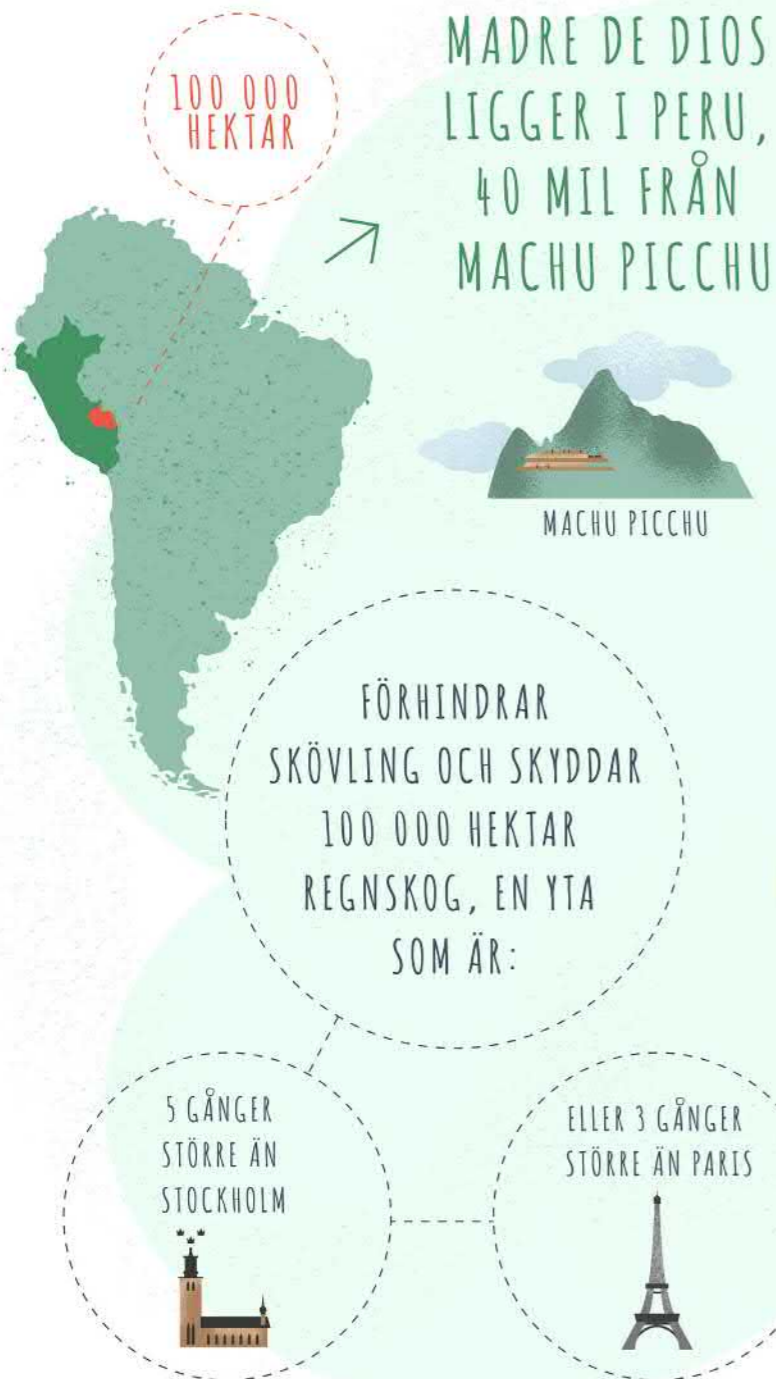 100 000
HEKTAR
MADRE DE DIOS
LIGGER I PERU,
40 MIL FRÅN
MACHU PICCHU
MACHU PICCHU
FÖRHINDRAR
SKÖVLING OCH SKYDDAR
100 000 HEKTAR
REGNSKOG, EN YTA
SOM ÄR:
5 GÅNGER
STÖRRE ÄN
STOCKHOLM
ELLER 3 GÅNGER
STÖRRE ÄN PARIS